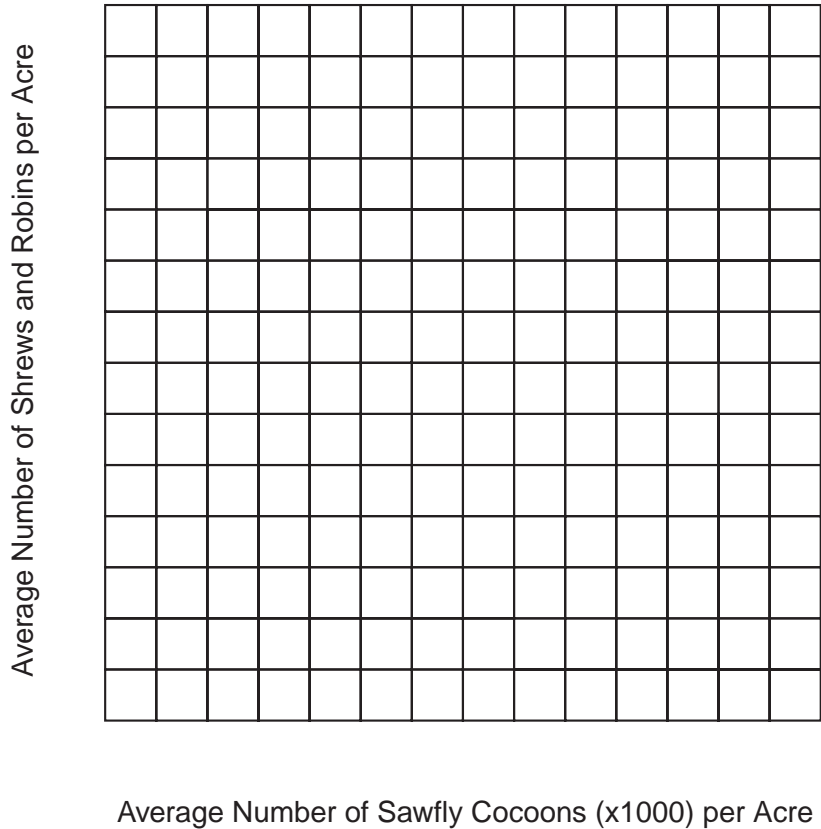 Average Number of Shrews and Robins per Acre
Average Number of Sawfly Cocoons (x1000) per Acre